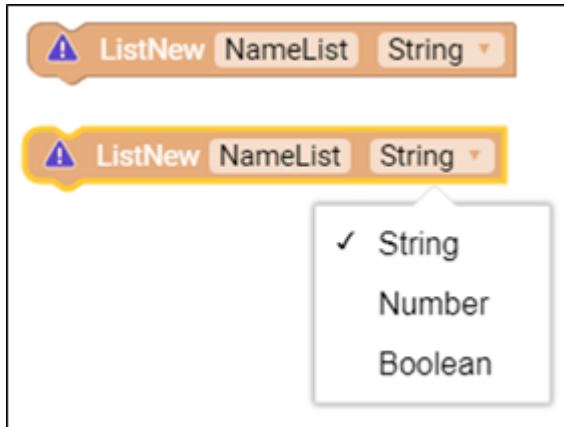 ListNew NameList String
ListNew NameList String
✓ String
Number
Boolean